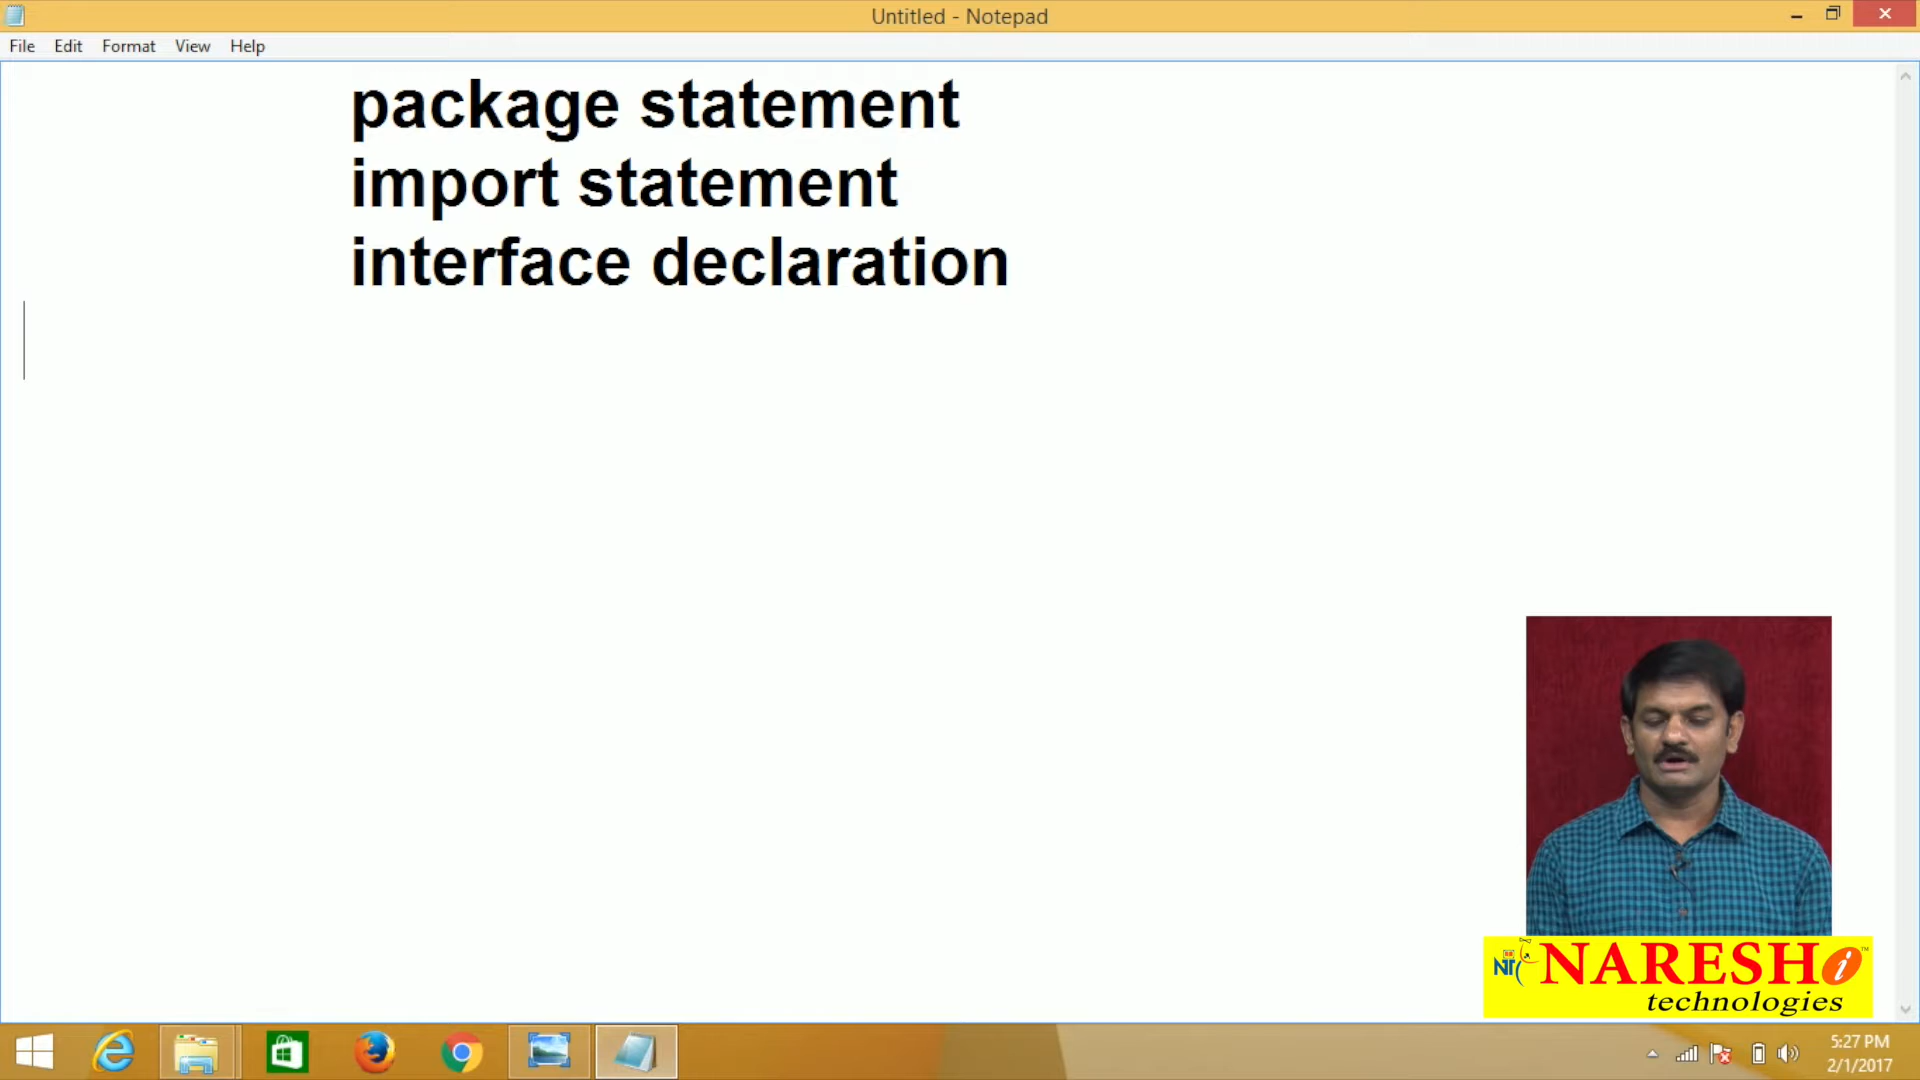 Untitled - Notepad
File Edit Format View Help
package statement
import statement
interface declaration
NARESHi™
technologies
5:27 PM
2/1/2017